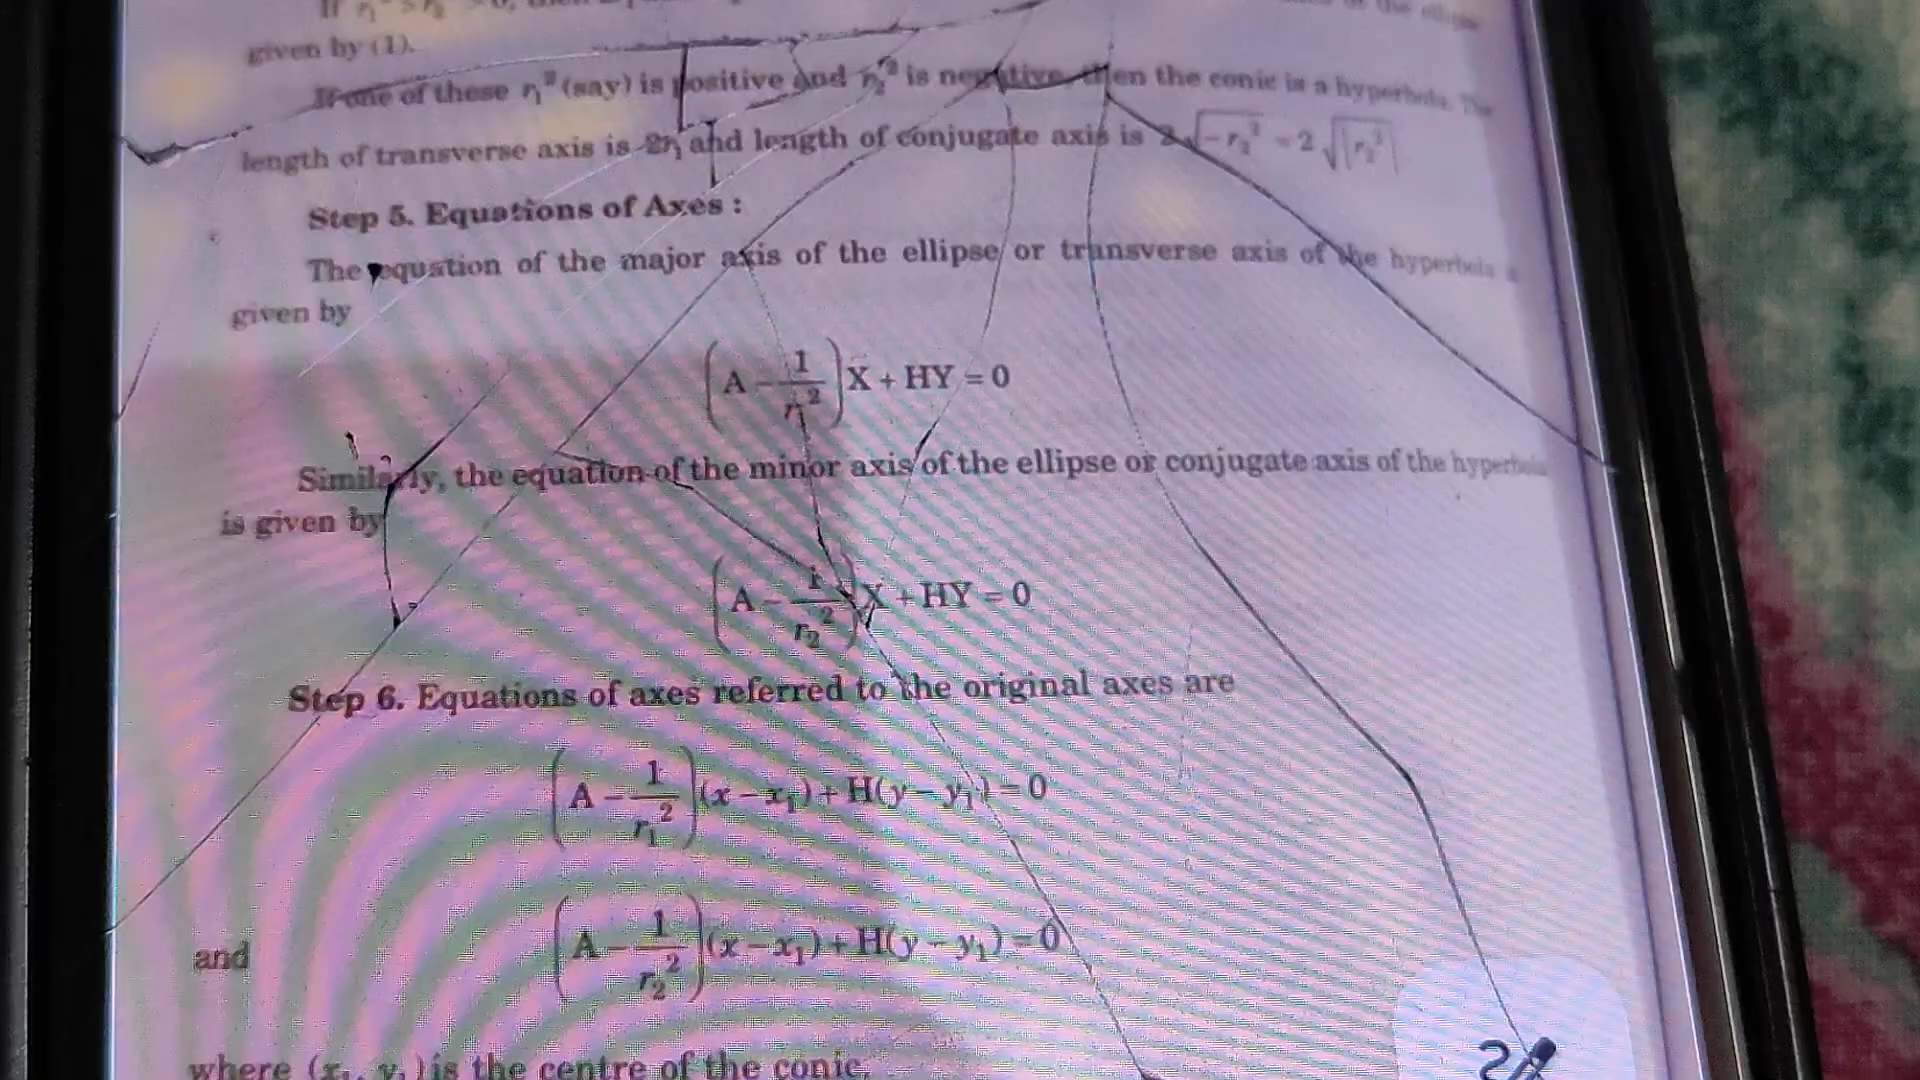 given by (1).
If one of these r₁² (say) is positive and r₂² is negative, then the conic is a hyperbola. The
length of transverse axis is 2r₁ and length of conjugate axis is 2√(-r₂²) = 2√|r₂²|
Step 5. Equations of Axes :
The equation of the major axis of the ellipse or transverse axis of the hyperbola is
given by
(A - 1/r₁²)X + HY = 0
Similarly, the equation of the minor axis of the ellipse or conjugate axis of the hyperbola
is given by
(A - 1/r₂²)X + HY = 0
Step 6. Equations of axes referred to the original axes are
(A - 1/r₁²)(x - x₁) + H(y - y₁) = 0
and (A - 1/r₂²)(x - x₁) + H(y - y₁) = 0
where (x₁, y₁) is the centre of the conic.